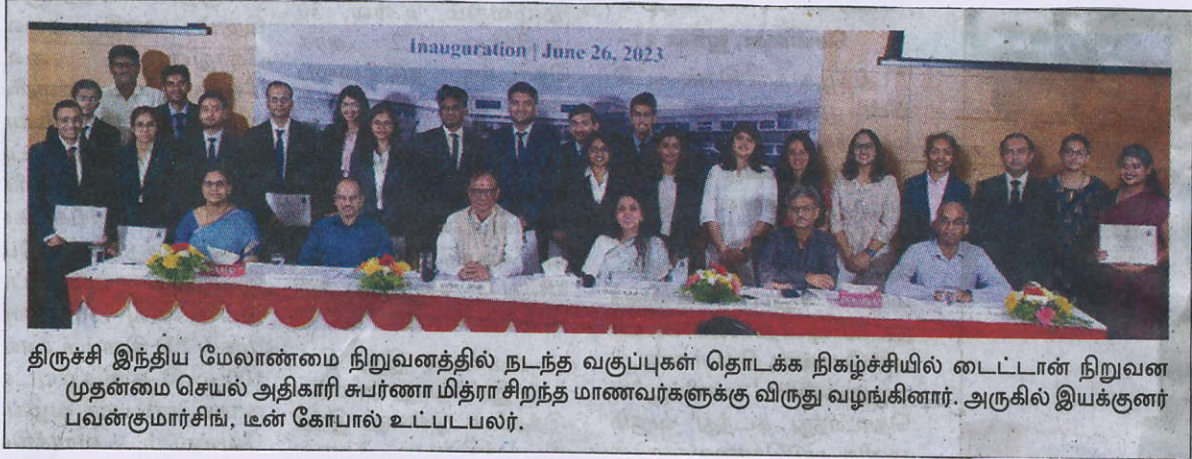 Inauguration | June 26, 2023
திருச்சி இந்திய மேலாண்மை நிறுவனத்தில் நடந்த வகுப்புகள் தொடக்க நிகழ்ச்சியில் டைட்டான் நிறுவன
முதன்மை செயல் அதிகாரி சுபர்ணா மித்ரா சிறந்த மாணவர்களுக்கு விருது வழங்கினார். அருகில் இயக்குனர்
பவன்குமார்சிங், டீன் கோபால் உட்படபலர்.